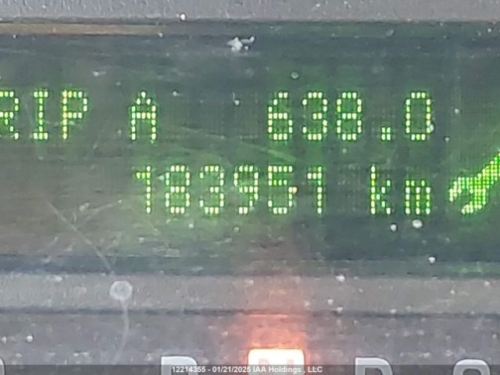 RIP A 638.0
183951 km
12214355 - 01/21/2025 IAA Holdings , LLC